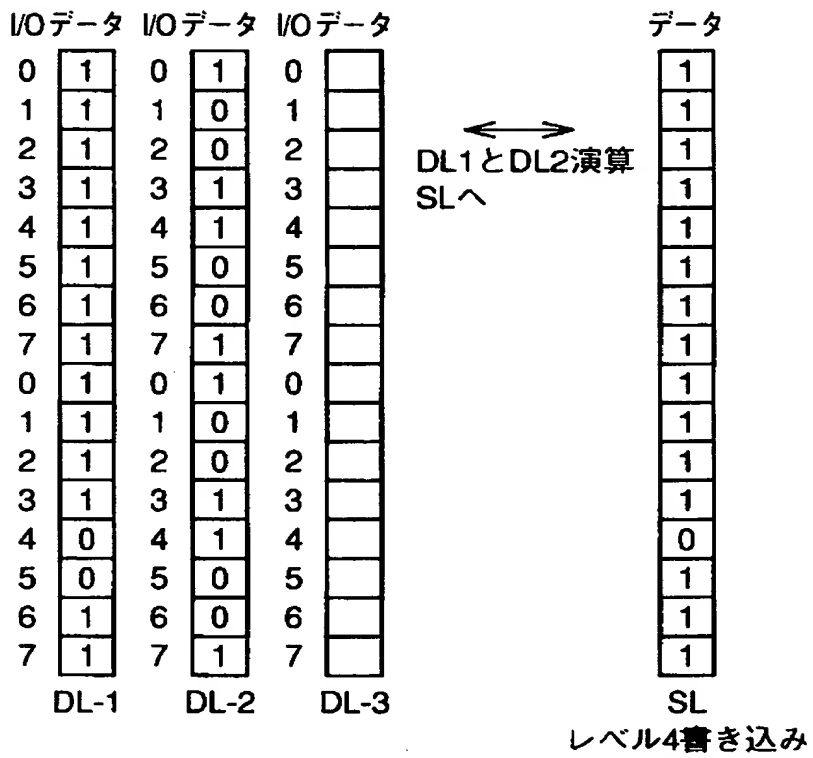 I/Oデータ I/Oデータ I/Oデータ データ
0 1 0 1 0 1
1 1 1 0 1 1
2 1 2 0 2 1
3 1 3 1 3 1
4 1 4 1 4 1
5 1 5 0 5 1
6 1 6 0 6 1
7 1 7 1 7 1
0 1 0 1 0 1
1 1 1 0 1 1
2 1 2 0 2 1
3 1 3 1 3 1
4 0 4 1 4 0
5 0 5 0 5 1
6 1 6 0 6 1
7 1 7 1 7 1
DL1とDL2演算
SLへ
DL-1 DL-2 DL-3 SL
レベル4書き込み